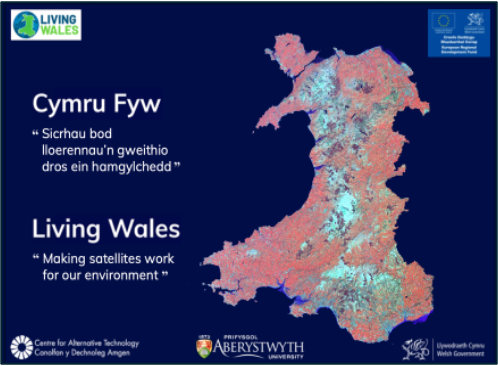 LIVING
WALES
Cronfa Datblygu
Rhanbarthol Ewrop
European Regional
Development Fund
Cymru Fyw
“ Sicrhau bod
lloerennau’n gweithio
dros ein hamgylchedd ”
Living Wales
“ Making satellites work
for our environment ”
Centre for Alternative Technology
Canolfan y Dechnoleg Amgen
1872
PRIFYSGOL
ABERYSTWYTH
UNIVERSITY
Llywodraeth Cymru
Welsh Government